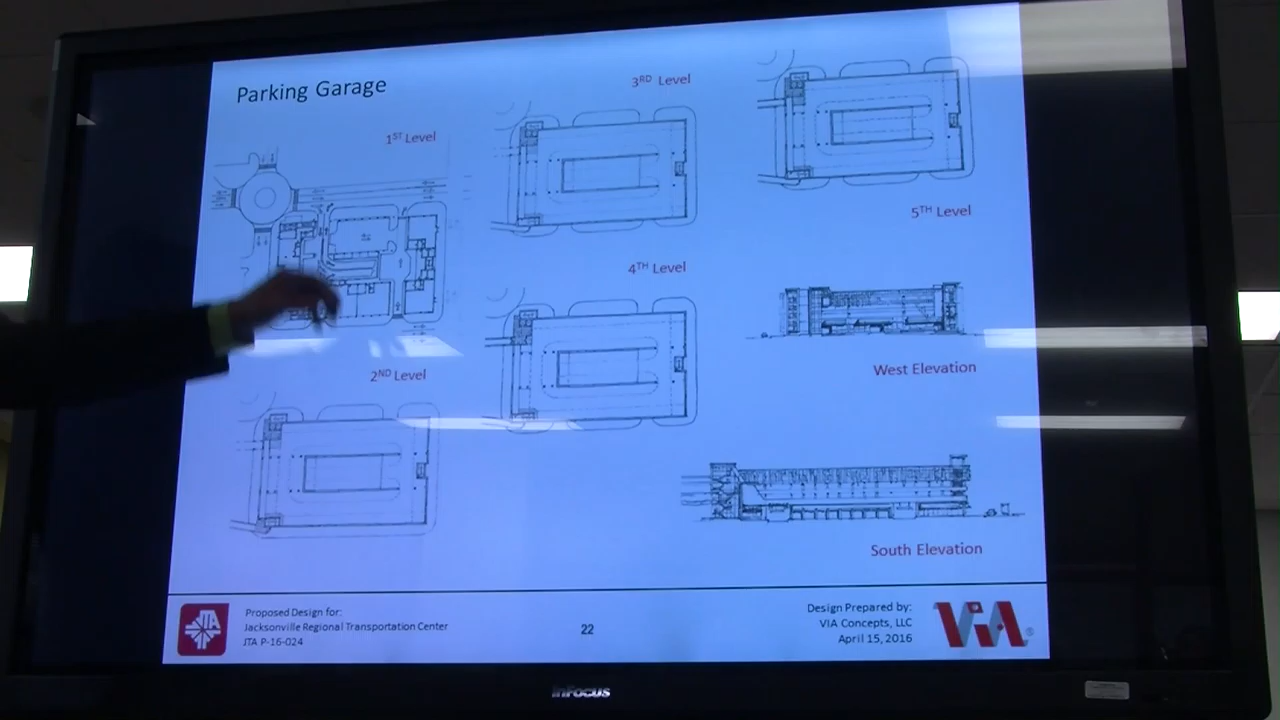 Parking Garage
1ST Level
2ND Level
3RD Level
4TH Level
5TH Level
West Elevation
South Elevation
Proposed Design for:
Jacksonville Regional Transportation Center
JTA P-16-024
22
Design Prepared by:
VIA Concepts, LLC
April 15, 2016
JTA
VIA
InFocus